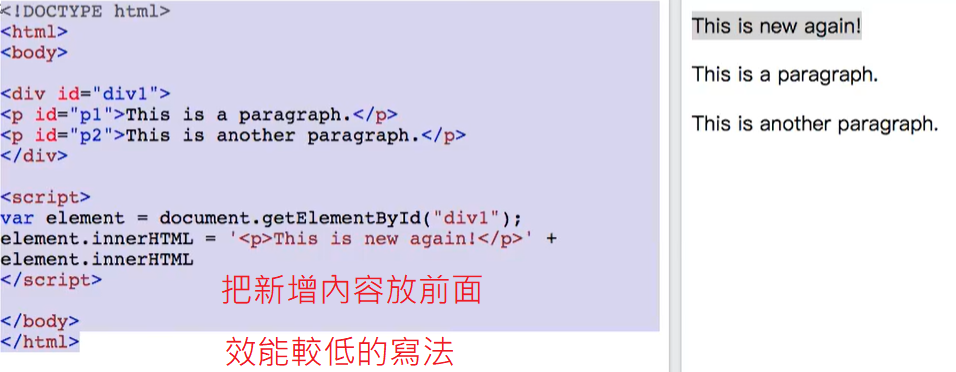 <!DOCTYPE html>
<html>
<body>
<div id="div1">
<p id="p1">This is a paragraph.</p>
<p id="p2">This is another paragraph.</p>
</div>
<script>
var element = document.getElementById("div1");
element.innerHTML = '<p>This is new again!</p>' +
element.innerHTML
</script>
把新增內容放前面
</body>
</html>
效能較低的寫法
This is new again!
This is a paragraph.
This is another paragraph.